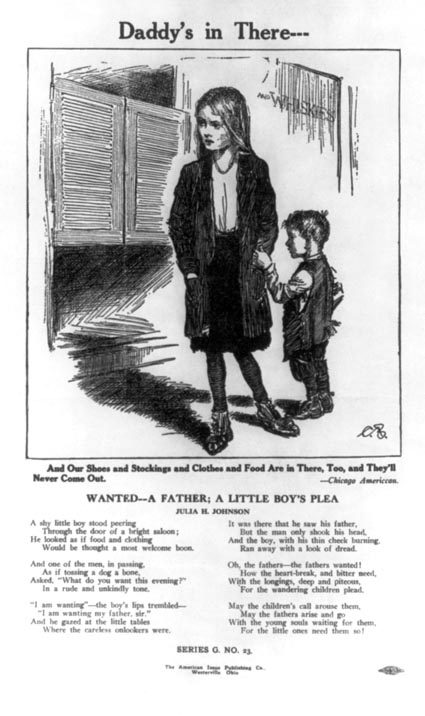 Daddy's in There---
AND WHISKIES
And Our Shoes and Stockings and Clothes and Food Are in There, Too, and They'll
Never Come Out. —Chicago American.
WANTED--A FATHER; A LITTLE BOY'S PLEA
JULIA H. JOHNSON
A shy little boy stood peering
Through the door of a bright saloon;
He looked as if food and clothing
Would be thought a most welcome boon.
And one of the men, in passing,
As if tossing a dog a bone,
Asked, "What do you want this evening?"
In a rude and unkindly tone.
"I am wanting"—the boy's lips trembled—
"I am wanting my father, sir."
And he gazed at the little tables
Where the careless onlookers were.
It was there that he saw his father,
But the man only shook his head,
And the boy, with his thin cheek burning,
Ran away with a look of dread.
Oh, the fathers—the fathers wanted!
How the heart-break, and bitter need,
With the longings, deep and piteous,
For the wandering children plead.
May the children's call arouse them,
May the fathers arise and go
With the young souls waiting for them,
For the little ones need them so!
SERIES G. NO. 23.
The American Issue Publishing Co.
Westerville Ohio